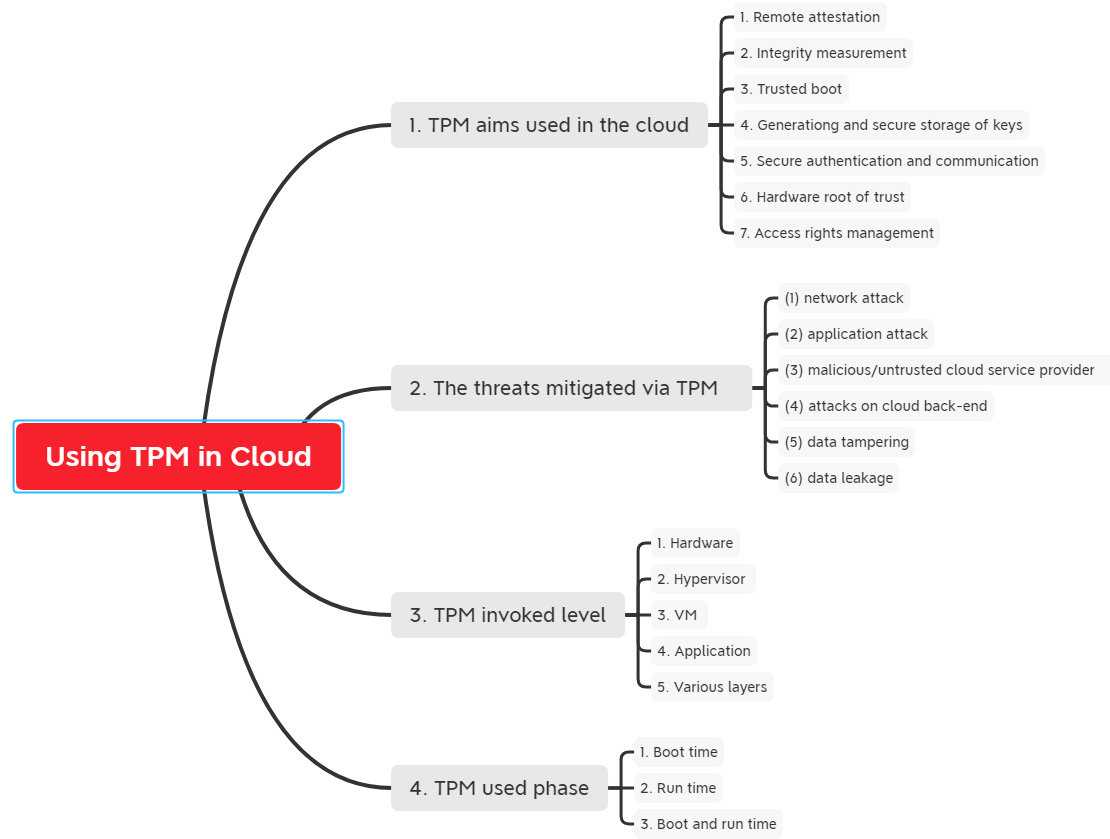 Using TPM in Cloud
1. TPM aims used in the cloud
1. Remote attestation
2. Integrity measurement
3. Trusted boot
4. Generationg and secure storage of keys
5. Secure authentication and communication
6. Hardware root of trust
7. Access rights management
2. The threats mitigated via TPM
(1) network attack
(2) application attack
(3) malicious/untrusted cloud service provider
(4) attacks on cloud back-end
(5) data tampering
(6) data leakage
3. TPM invoked level
1. Hardware
2. Hypervisor
3. VM
4. Application
5. Various layers
4. TPM used phase
1. Boot time
2. Run time
3. Boot and run time